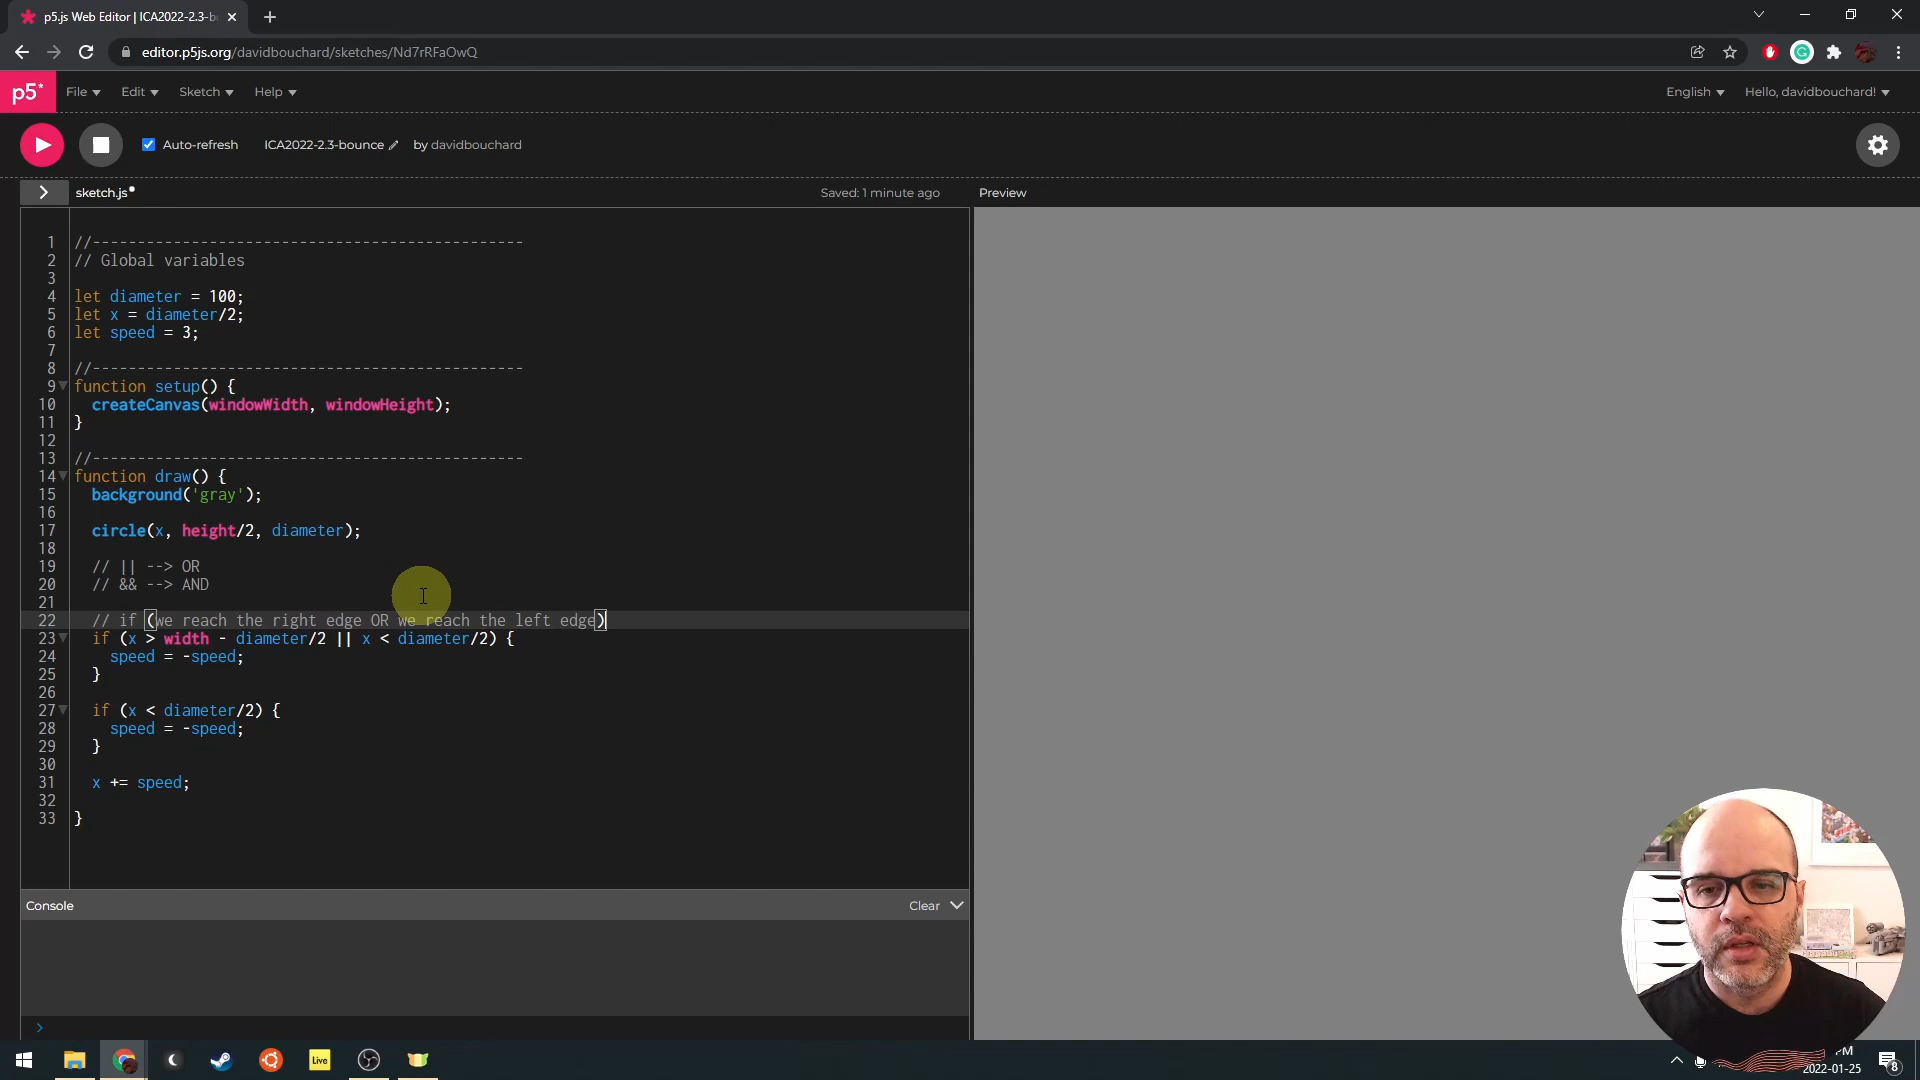 p5.js Web Editor | ICA2022-2.3-b
editor.p5js.org/davidbouchard/sketches/Nd7rRFaOwQ
p5* File Edit Sketch Help English Hello, davidbouchard!
Auto-refresh ICA2022-2.3-bounce by davidbouchard
sketch.js Saved: 1 minute ago Preview
1 //------------------------------------------------
2 // Global variables
3
4 let diameter = 100;
5 let x = diameter/2;
6 let speed = 3;
7
8 //------------------------------------------------
9 function setup() {
10 createCanvas(windowWidth, windowHeight);
11 }
12
13 //------------------------------------------------
14 function draw() {
15 background('gray');
16
17 circle(x, height/2, diameter);
18
19 // || --> OR
20 // && --> AND
21
22 // if (we reach the right edge OR we reach the left edge)
23 if (x > width - diameter/2 || x < diameter/2) {
24 speed = -speed;
25 }
26
27 if (x < diameter/2) {
28 speed = -speed;
29 }
30
31 x += speed;
32
33 }
Console Clear
>
Live
PM
2022-01-25
8